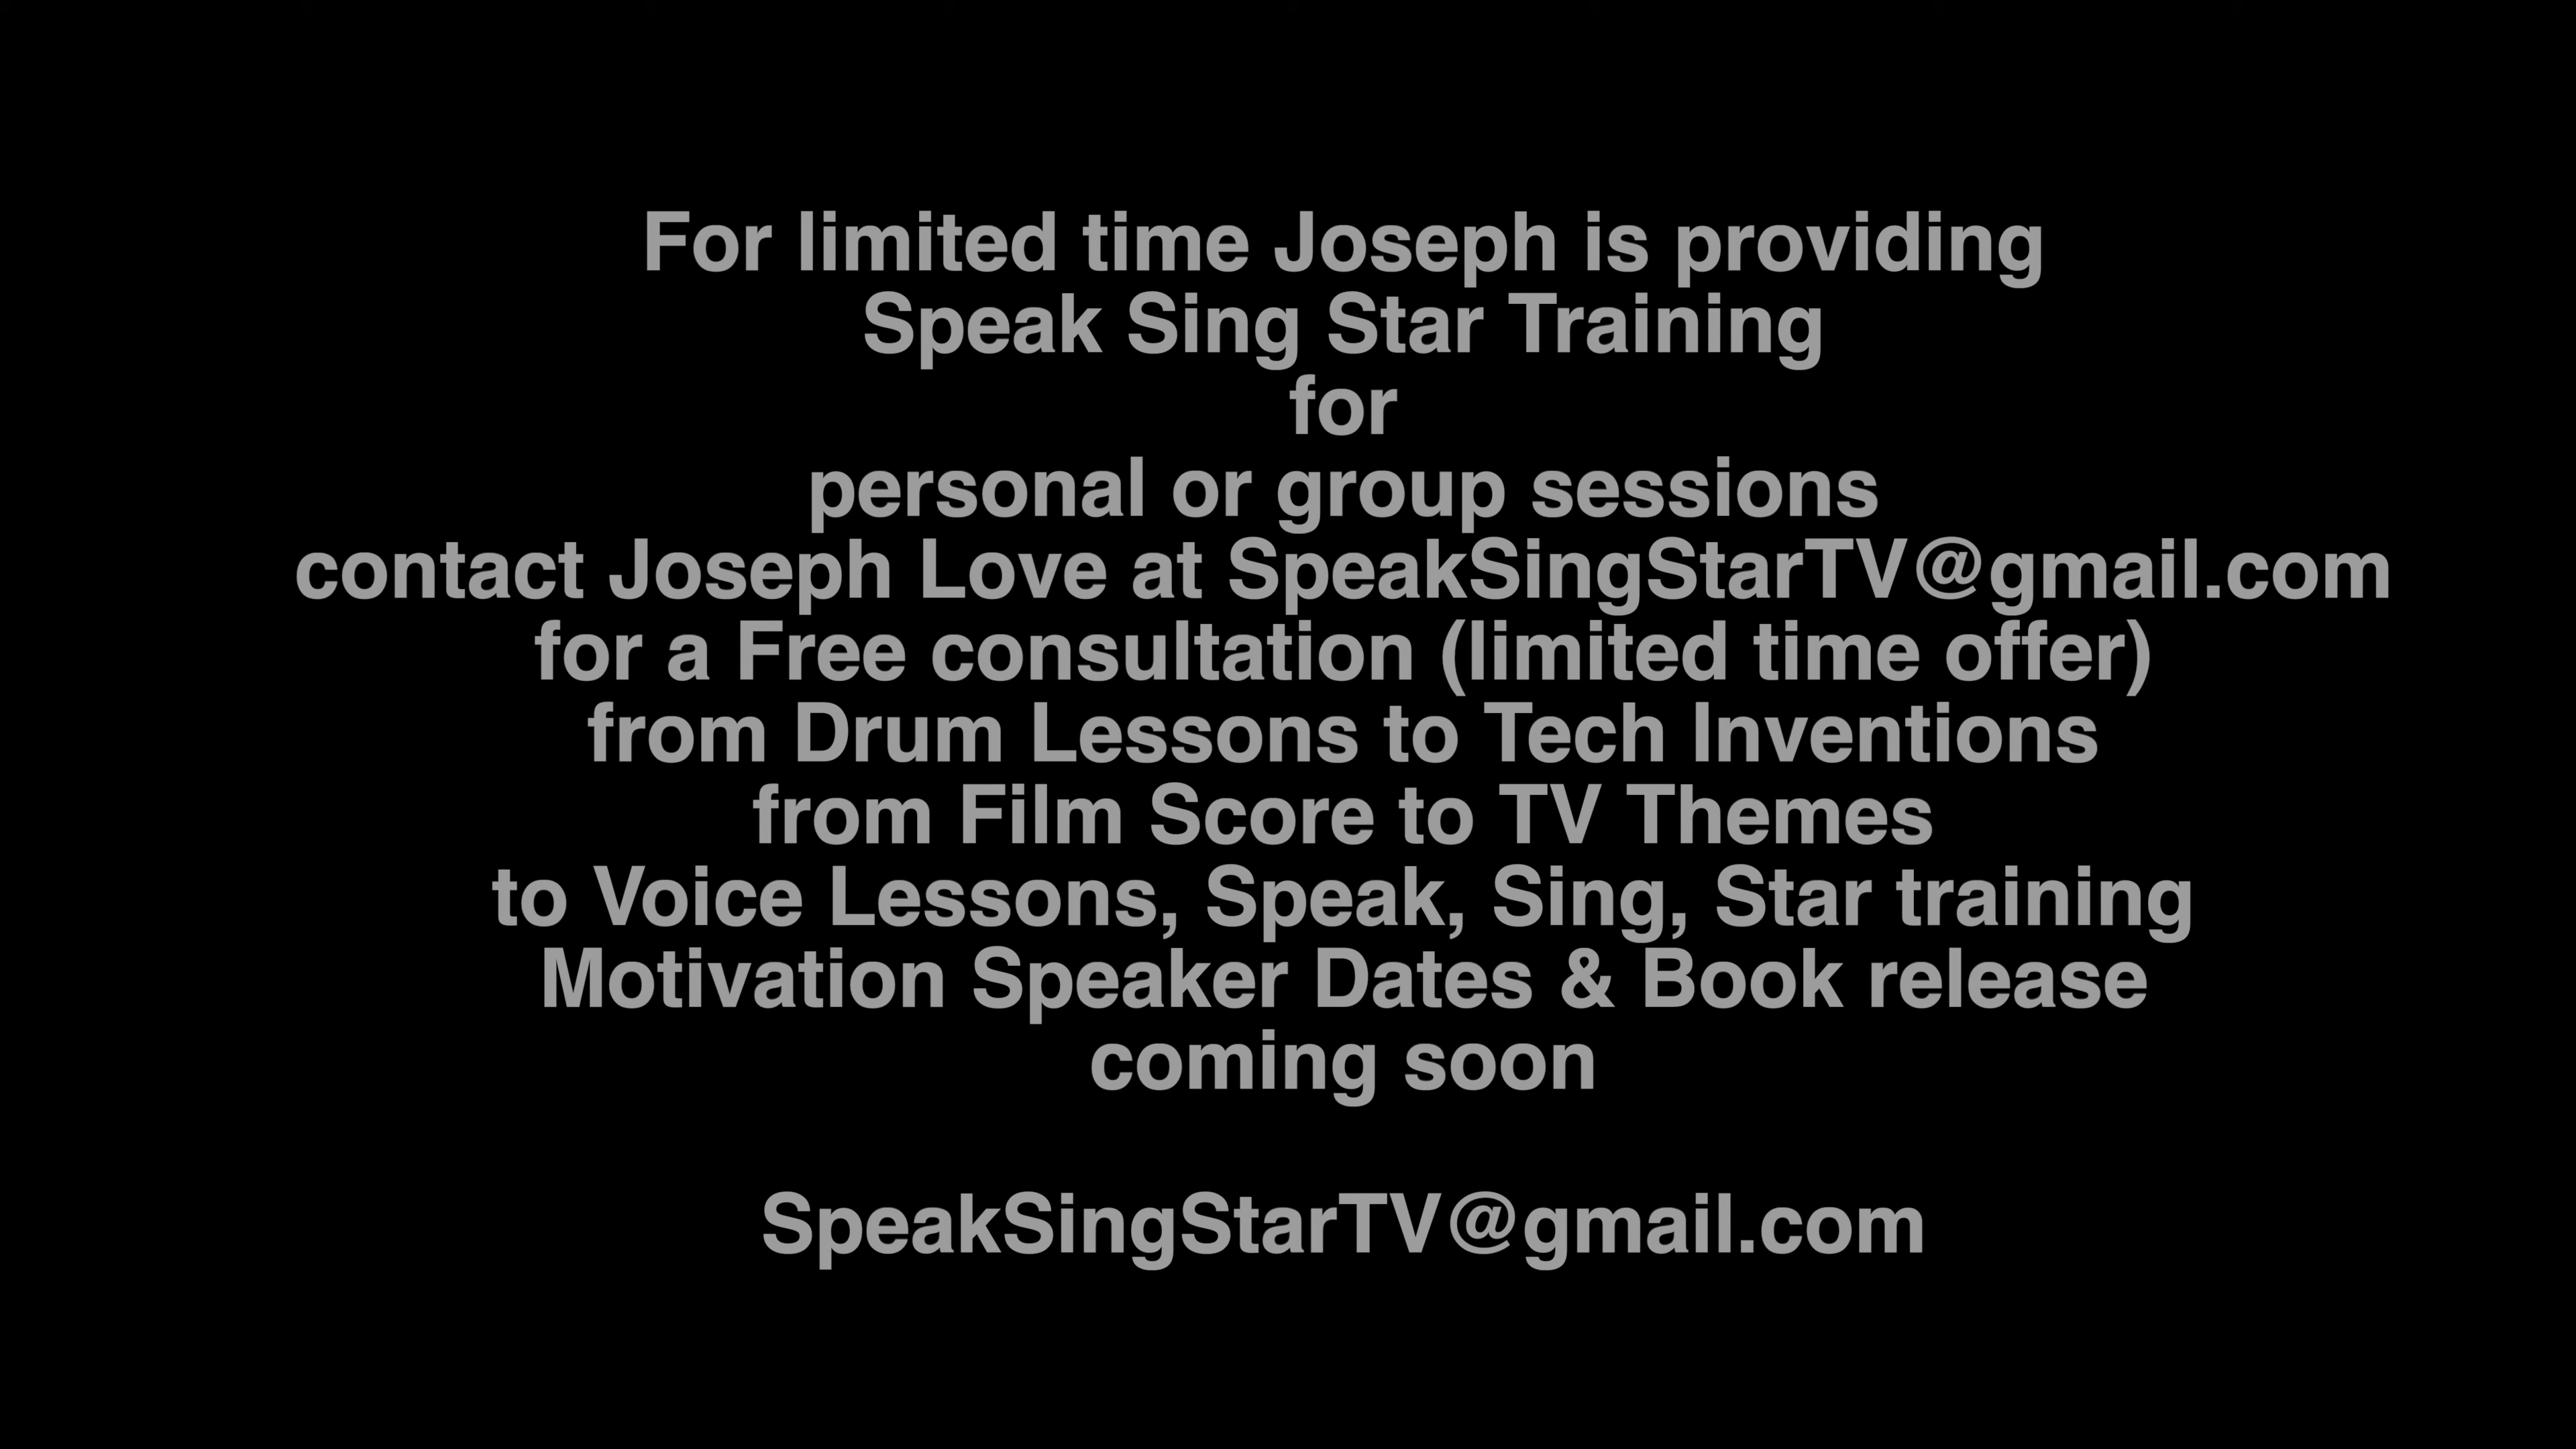 For limited time Joseph is providing
Speak Sing Star Training
for
personal or group sessions
contact Joseph Love at SpeakSingStarTV@gmail.com
for a Free consultation (limited time offer)
from Drum Lessons to Tech Inventions
from Film Score to TV Themes
to Voice Lessons, Speak, Sing, Star training
Motivation Speaker Dates & Book release
coming soon
SpeakSingStarTV@gmail.com